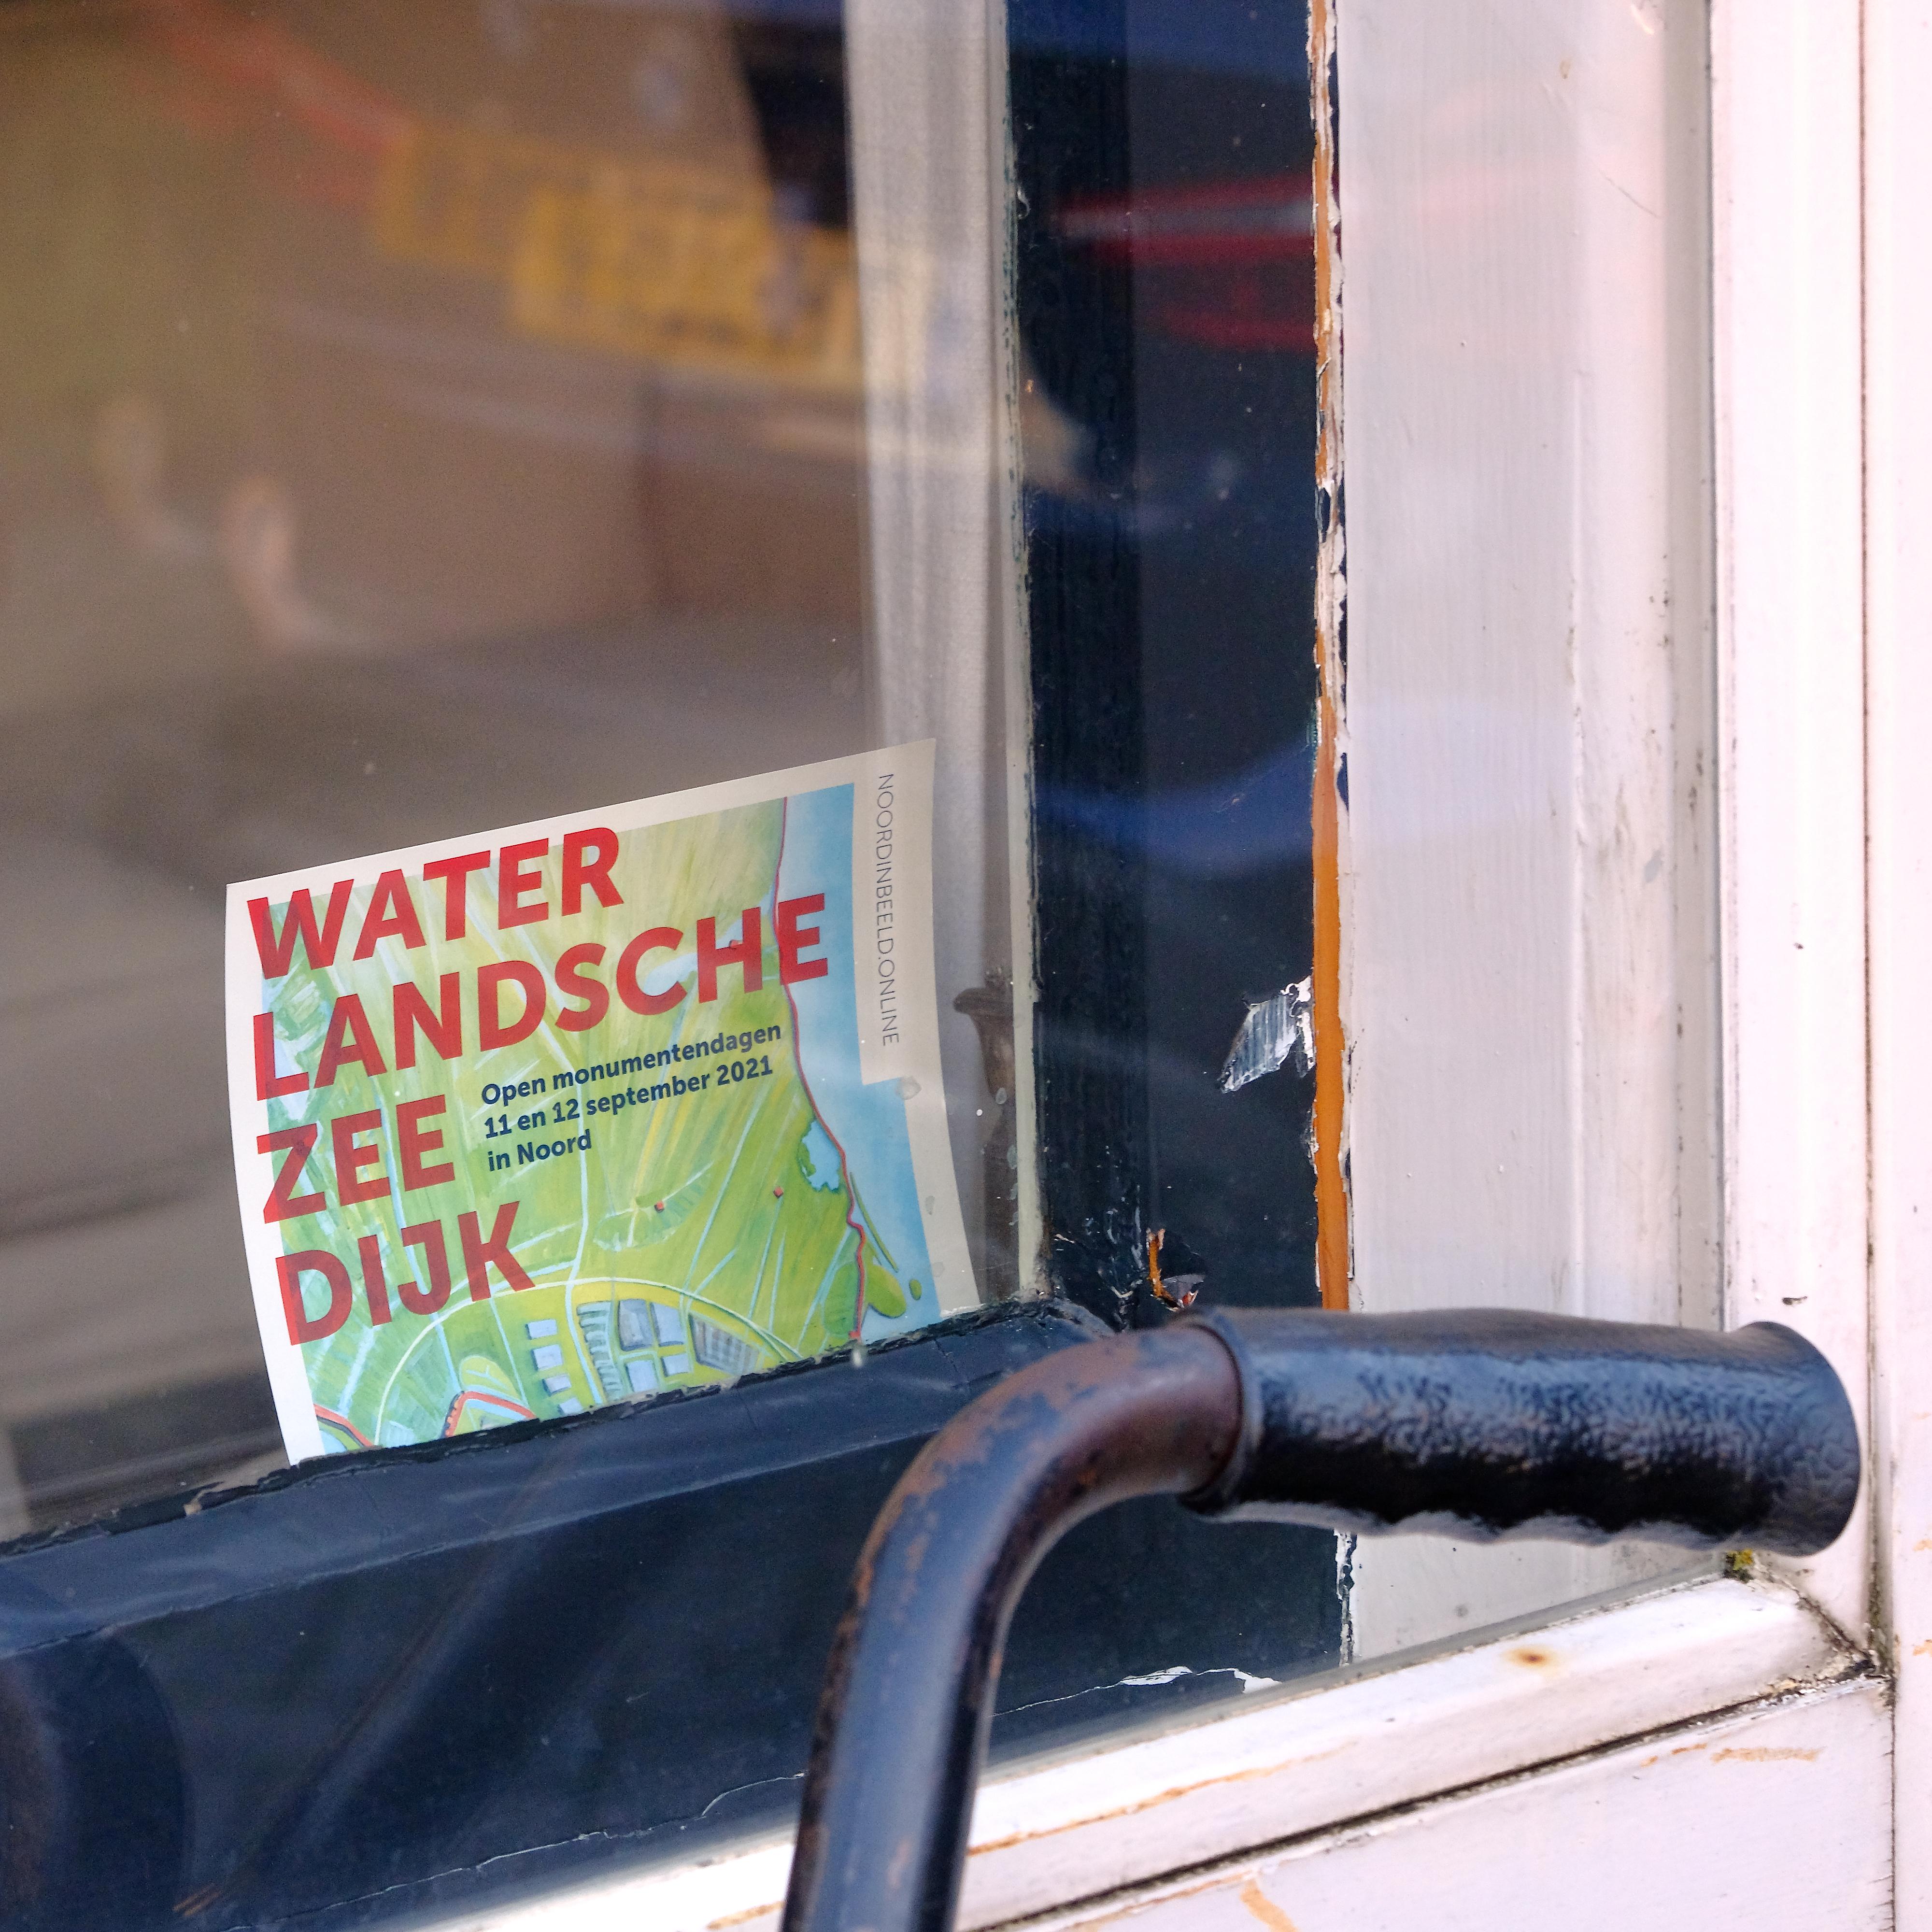 WATER
LANDSCHE
ZEE
DIJK
Open monumentendagen
11 en 12 september 2021
in Noord
NOORDINBEELD.ONLINE